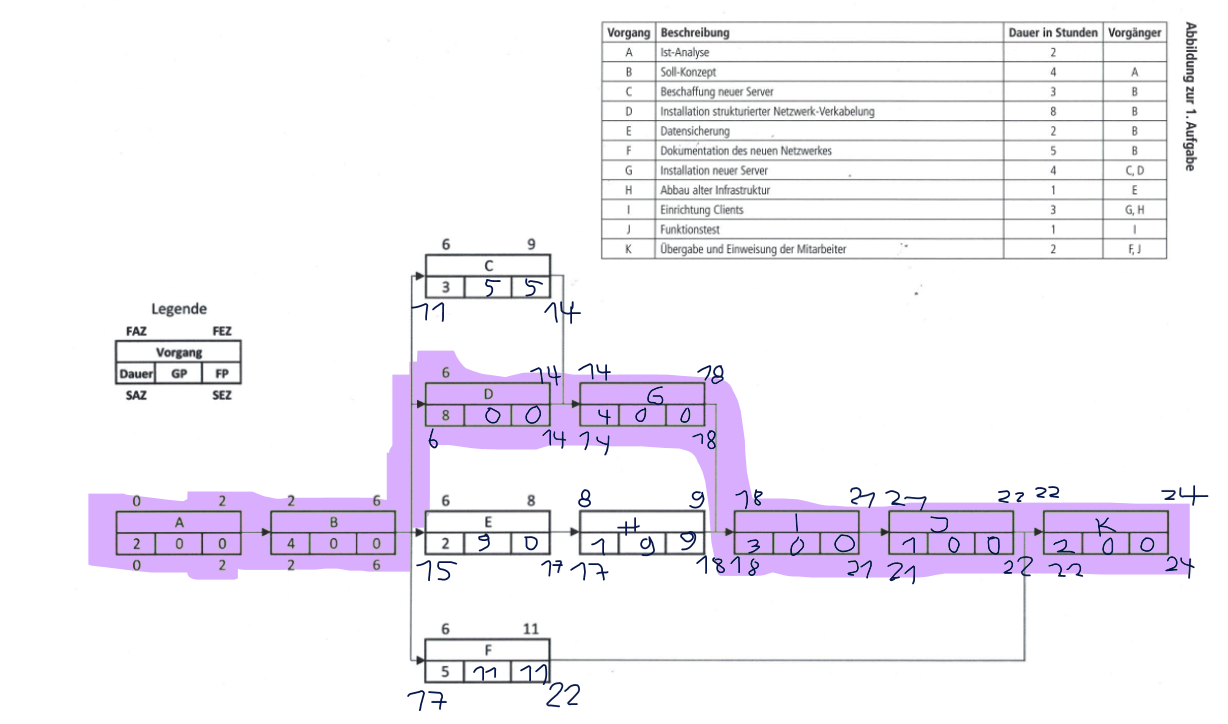 Abbildung zur 1. Aufgabe
Vorgang Beschreibung Dauer in Stunden Vorgänger
A Ist-Analyse 2
B Soll-Konzept 4 A
C Beschaffung neuer Server 3 B
D Installation strukturierter Netzwerk-Verkabelung 8 B
E Datensicherung 2 B
F Dokumentation des neuen Netzwerkes 5 B
G Installation neuer Server 4 C, D
H Abbau alter Infrastruktur 1 E
I Einrichtung Clients 3 G, H
J Funktionstest 1 I
K Übergabe und Einweisung der Mitarbeiter 2 F, J
Legende
FAZ FEZ
Vorgang
Dauer GP FP
SAZ SEZ
6 9
C
3 5 5
11 14
6 14 14 18
D G
8 0 0 4 0 0
6 14 14 18
0 2 2 6 6 8 8 9 18 21 21 22 22 24
A B E H I J K
2 0 0 4 0 0 2 9 0 1 9 9 3 0 0 1 0 0 2 0 0
0 2 2 6 15 17 17 18 18 21 21 22 22 24
6 11
F
5 11 11
17 22